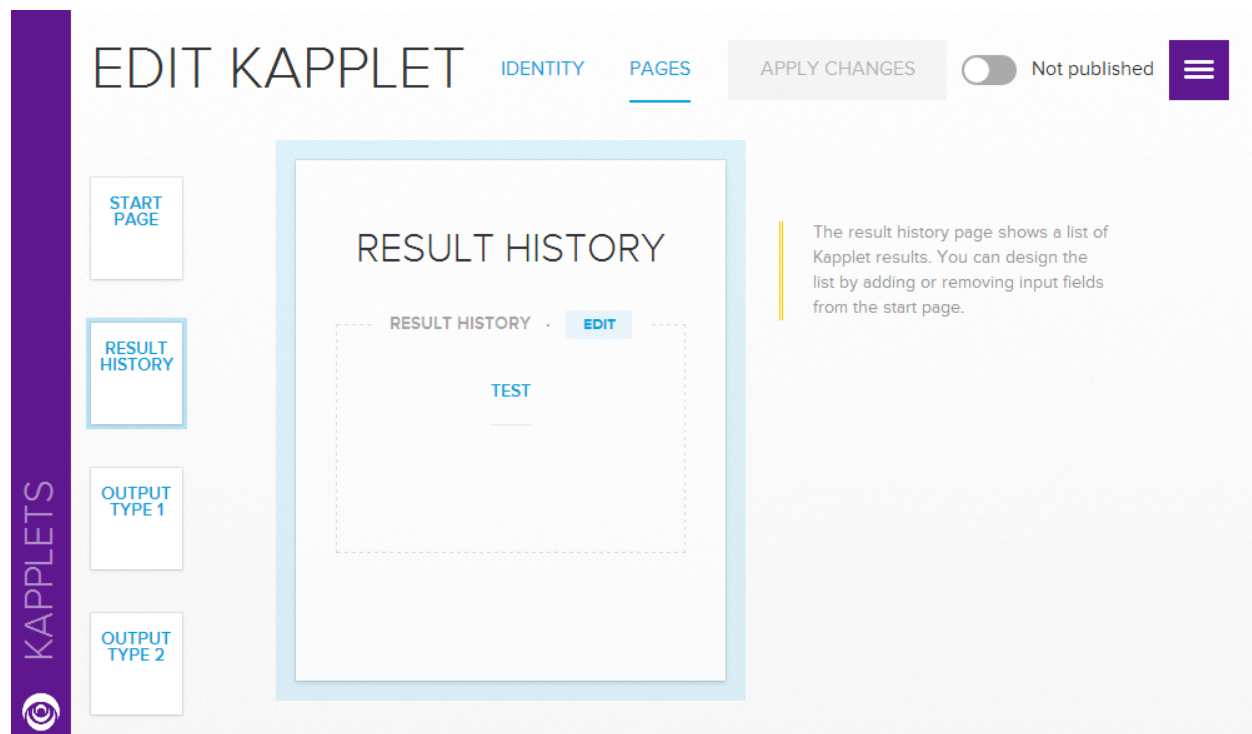 EDIT KAPPLET
IDENTITY
PAGES
APPLY CHANGES
Not published
START
PAGE
RESULT
HISTORY
OUTPUT
TYPE 1
OUTPUT
TYPE 2
KAPPLETS
RESULT HISTORY
RESULT HISTORY · EDIT
TEST
The result history page shows a list of
Kapplet results. You can design the
list by adding or removing input fields
from the start page.